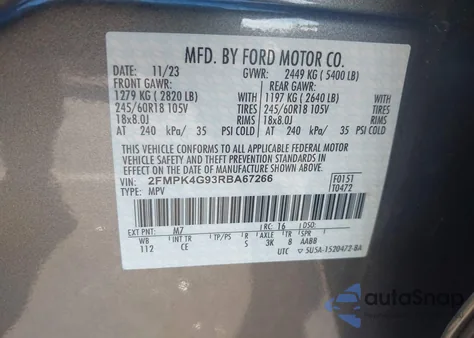 MFD. BY FORD MOTOR CO.
DATE: 11/23 GVWR: 2449 KG (5400 LB)
FRONT GAWR: REAR GAWR:
1279 KG (2820 LB) 1197 KG (2640 LB)
245/60R18 105V TIRES 245/60R18 105V
18x8.0J RIMS 18x8.0J
AT 240 kPa/ 35 PSI COLD AT 240 kPa/ 35 PSI COLD
THIS VEHICLE CONFORMS TO ALL APPLICABLE FEDERAL MOTOR
VEHICLE SAFETY AND THEFT PREVENTION STANDARDS IN EFFECT ON THE DATE OF
MANUFACTURE SHOWN ABOVE.
VIN: 2FMPK4G93RBA67266 F0151
TYPE: MPV T0472
EXT PNT: M7 RC: 16 DSO:
WB INT TR TP/PS R AXLE TR SPR
112 CE S 3K 8 AABB
UTC 5U5A-1520472-BA
autoSnap